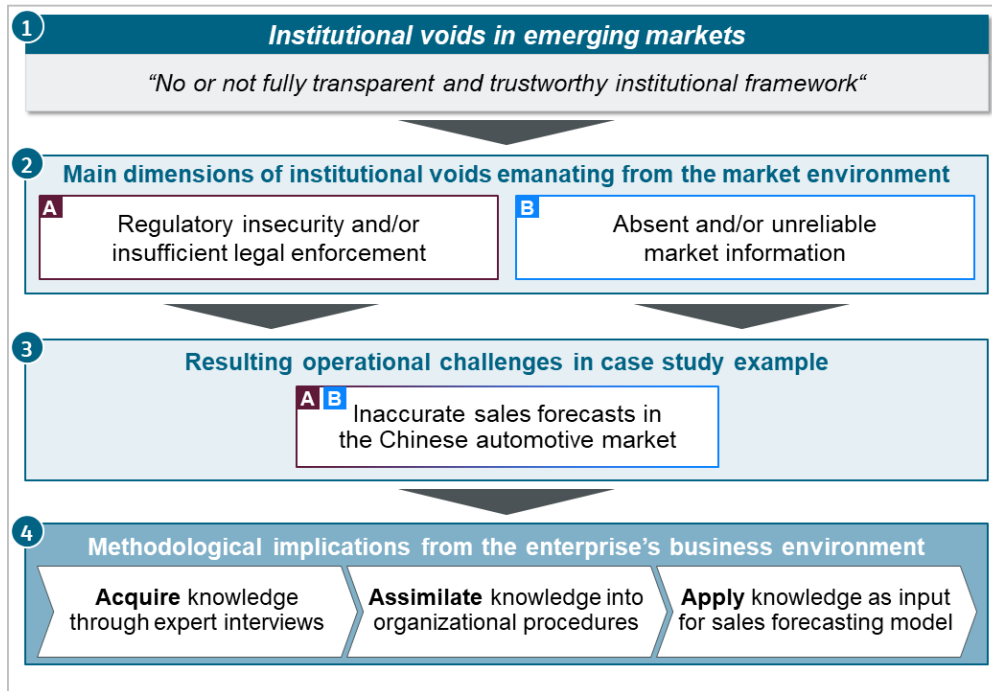 1
Institutional voids in emerging markets
“No or not fully transparent and trustworthy institutional framework“
2
Main dimensions of institutional voids emanating from the market environment
A
Regulatory insecurity and/or
insufficient legal enforcement
B
Absent and/or unreliable
market information
3
Resulting operational challenges in case study example
A B
Inaccurate sales forecasts in
the Chinese automotive market
4
Methodological implications from the enterprise’s business environment
Acquire knowledge
through expert interviews
Assimilate knowledge into
organizational procedures
Apply knowledge as input
for sales forecasting model